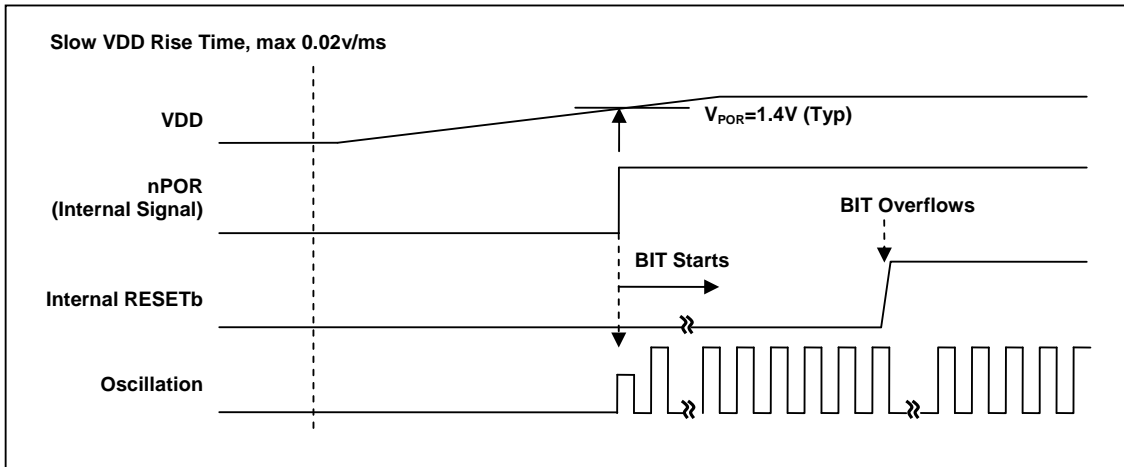 Slow VDD Rise Time, max 0.02v/ms
VDD
VPOR=1.4V (Typ)
nPOR
(Internal Signal)
BIT Overflows
BIT Starts
Internal RESETb
Oscillation